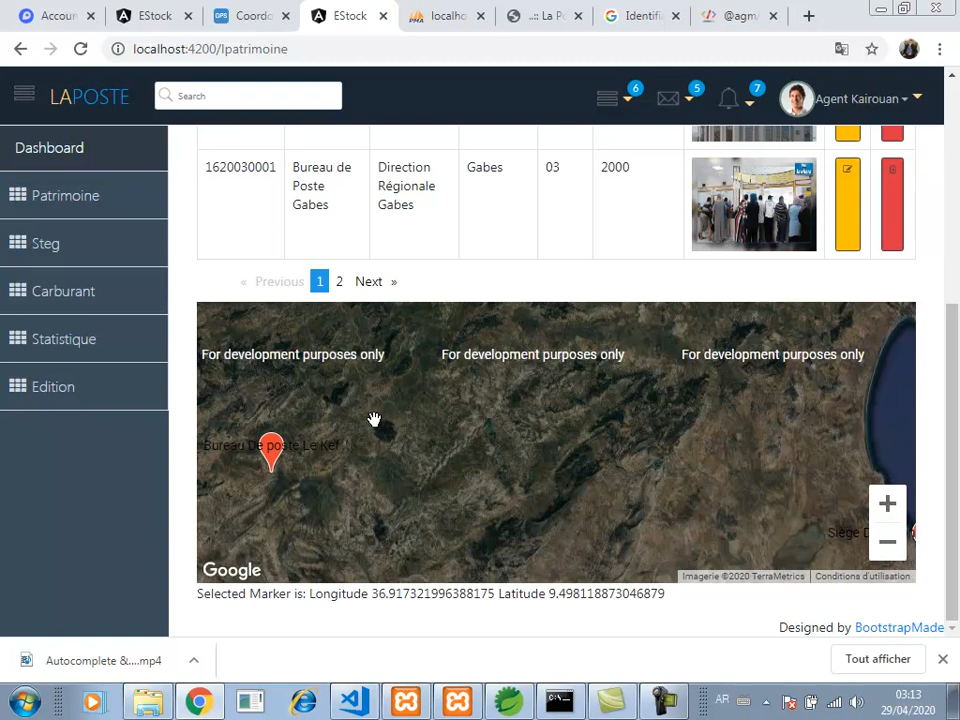 Accour
EStock
Coordo
EStock
localho
..:: La Po
Identifi
@agm/
localhost:4200/lpatrimoine
LAPOSTE
Search
6
5
7
Agent Kairouan
Dashboard
Patrimoine
Steg
Carburant
Statistique
Edition
1620030001
Bureau de Poste Gabes
Direction Régionale Gabes
Gabes
03
2000
« Previous 1 2 Next »
For development purposes only
For development purposes only
For development purposes only
Bureau De poste Le Kef
Siège D
Google
Imagerie ©2020 TerraMetrics
Conditions d'utilisation
Selected Marker is: Longitude 36.917321996388175 Latitude 9.498118873046879
Designed by BootstrapMade
Autocomplete &....mp4
Tout afficher
AR
03:13
29/04/2020